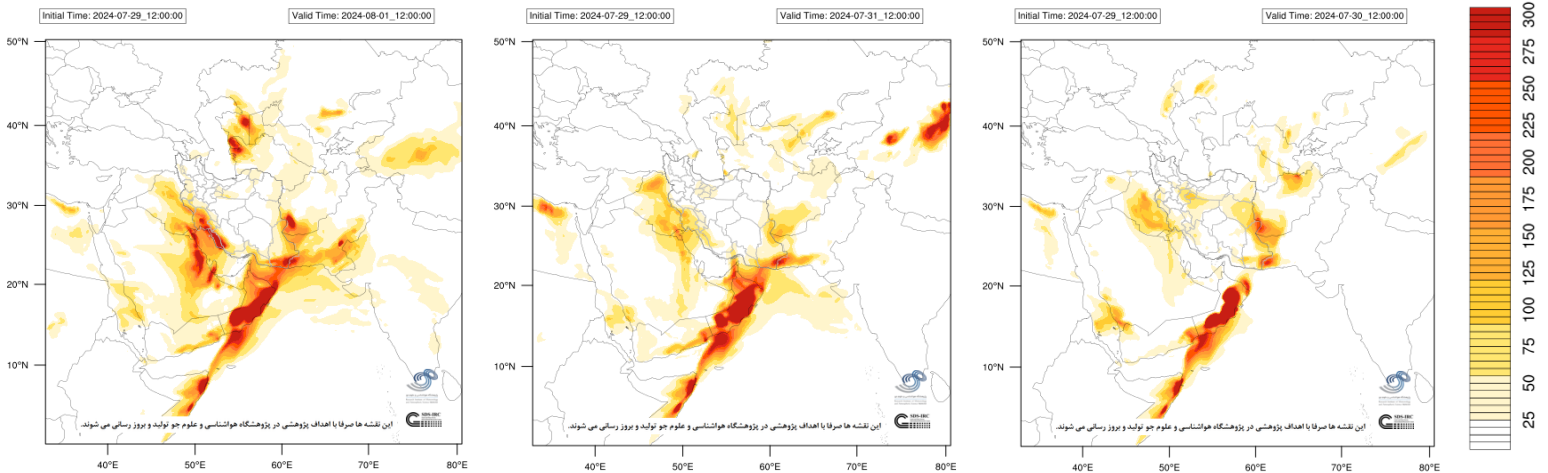 Initial Time: 2024-07-29_12:00:00 Valid Time: 2024-08-01_12:00:00
50°N
40°N
30°N
20°N
10°N
40°E 50°E 60°E 70°E 80°E
SDS-IRC
این نقشه ها صرفا با اهداف پژوهشی در پژوهشگاه هواشناسی و علوم جو تولید و بروز رسانی می شوند.
Initial Time: 2024-07-29_12:00:00 Valid Time: 2024-07-31_12:00:00
50°N
40°N
30°N
20°N
10°N
40°E 50°E 60°E 70°E 80°E
SDS-IRC
این نقشه ها صرفا با اهداف پژوهشی در پژوهشگاه هواشناسی و علوم جو تولید و بروز رسانی می شوند.
Initial Time: 2024-07-29_12:00:00 Valid Time: 2024-07-30_12:00:00
50°N
40°N
30°N
20°N
10°N
40°E 50°E 60°E 70°E 80°E
SDS-IRC
این نقشه ها صرفا با اهداف پژوهشی در پژوهشگاه هواشناسی و علوم جو تولید و بروز رسانی می شوند.
300
275
250
225
200
175
150
125
100
75
50
25